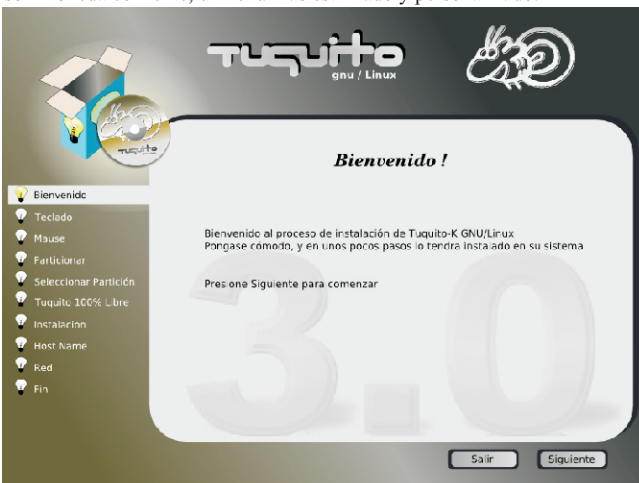 Tuquito
gnu / Linux
Tuquito
Bienvenido !
Bienvenido
Teclado
Mause
Particionar
Seleccionar Partición
Tuquito 100% Libre
Instalacion
Host Name
Red
Fin
Bienvenido al proceso de instalación de Tuquito-K GNU/Linux
Pongase cómodo, y en unos pocos pasos lo tendra instalado en su sistema
Presione Siguiente para comenzar
3.0
Salir
Siguiente